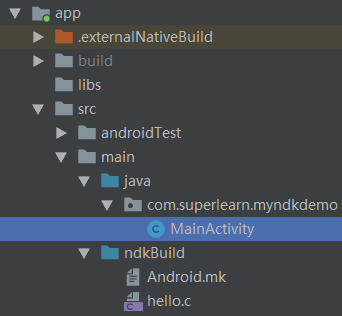 app
.externalNativeBuild
build
libs
src
androidTest
main
java
com.superlearn.myndkdemo
MainActivity
ndkBuild
Android.mk
hello.c